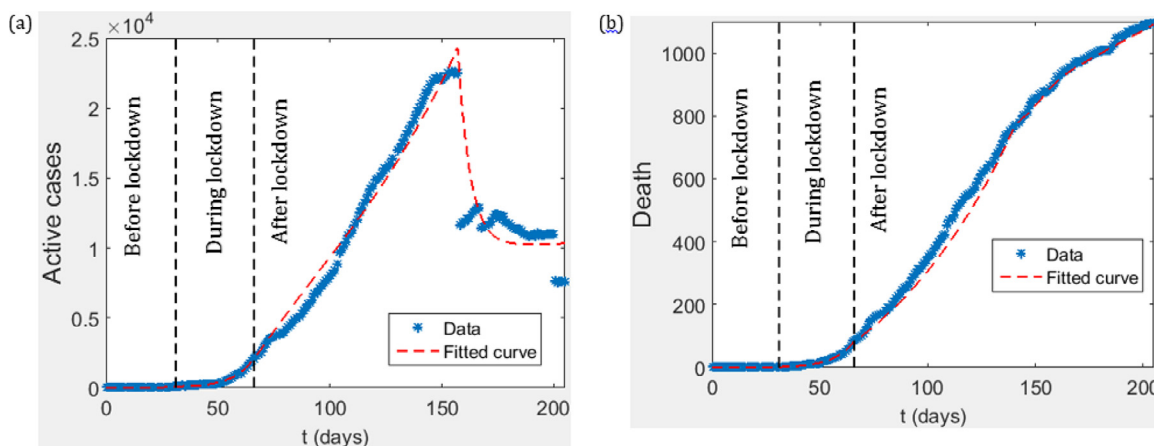 (a)
×10⁴
2.5
2
1.5
1
0.5
0
Active cases
Before lockdown
During lockdown
After lockdown
Data
Fitted curve
0 50 100 150 200
t (days)
(b)
1000
800
600
400
200
0
Death
Before lockdown
During lockdown
After lockdown
Data
Fitted curve
0 50 100 150 200
t (days)